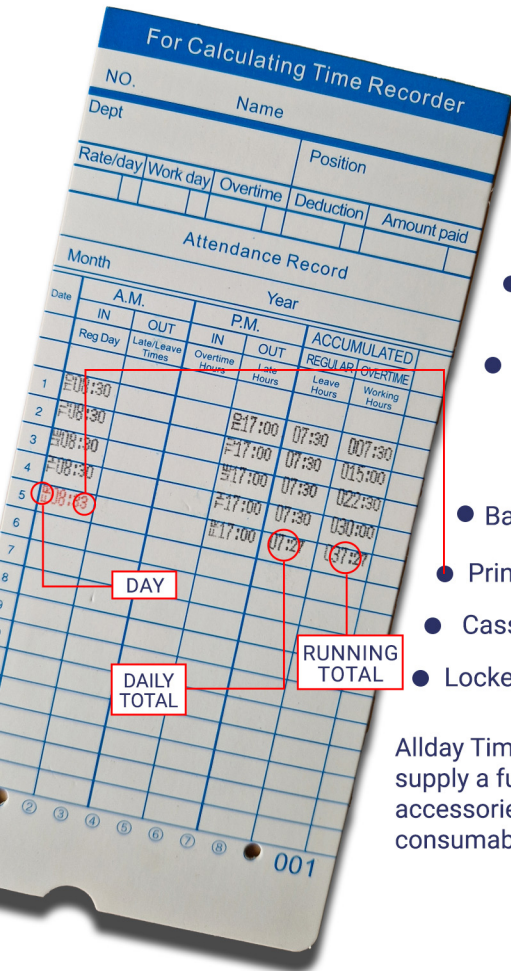 For Calculating Time Recorder
NO.
Name
Dept
Position
Rate/day Work day Overtime Deduction Amount paid
Attendance Record
Month Year
Date A.M. P.M. ACCUMULATED
IN OUT IN OUT REGULAR OVERTIME
Reg Day Late/Leave Times Overtime Hours Late Hours Leave Hours Working Hours
1 08:30 17:00 07:30 007:30
2 08:30 17:00 07:30 015:00
3 08:30 17:00 07:30 022:30
4 08:30 17:00 07:30 030:00
5 08:33 17:00 07:27 037:27
6
7
8
DAY
DAILY
TOTAL
RUNNING
TOTAL
② ③ ④ ⑤ ⑥ ⑦ ⑧ 001
Ba
Prin
Cass
Locke
Allday Tim
supply a fu
accessorie
consumab